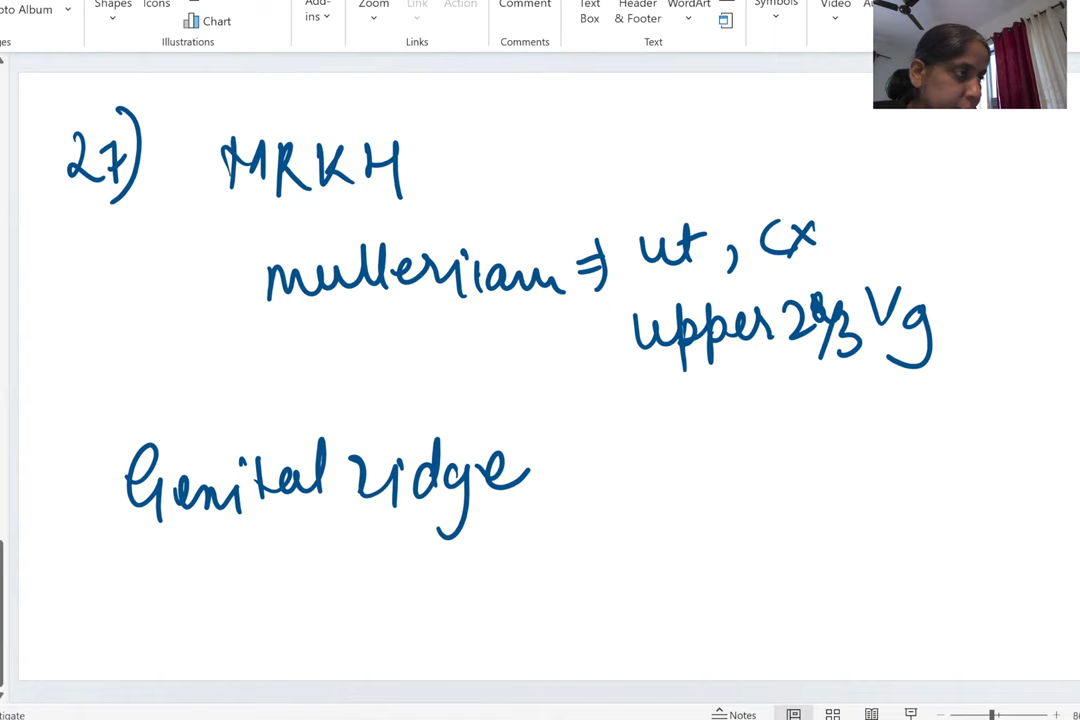 oto Album
Shapes
Icons
Chart
Illustrations
Add-
ins
Zoom
Link
Action
Links
Comment
Comments
Text
Box
Header
& Footer
WordArt
Text
Symbols
Video
27) MRKH
mullerian ⇒ ut, Cx
upper 2/3 Vg
Genital ridge
Notes